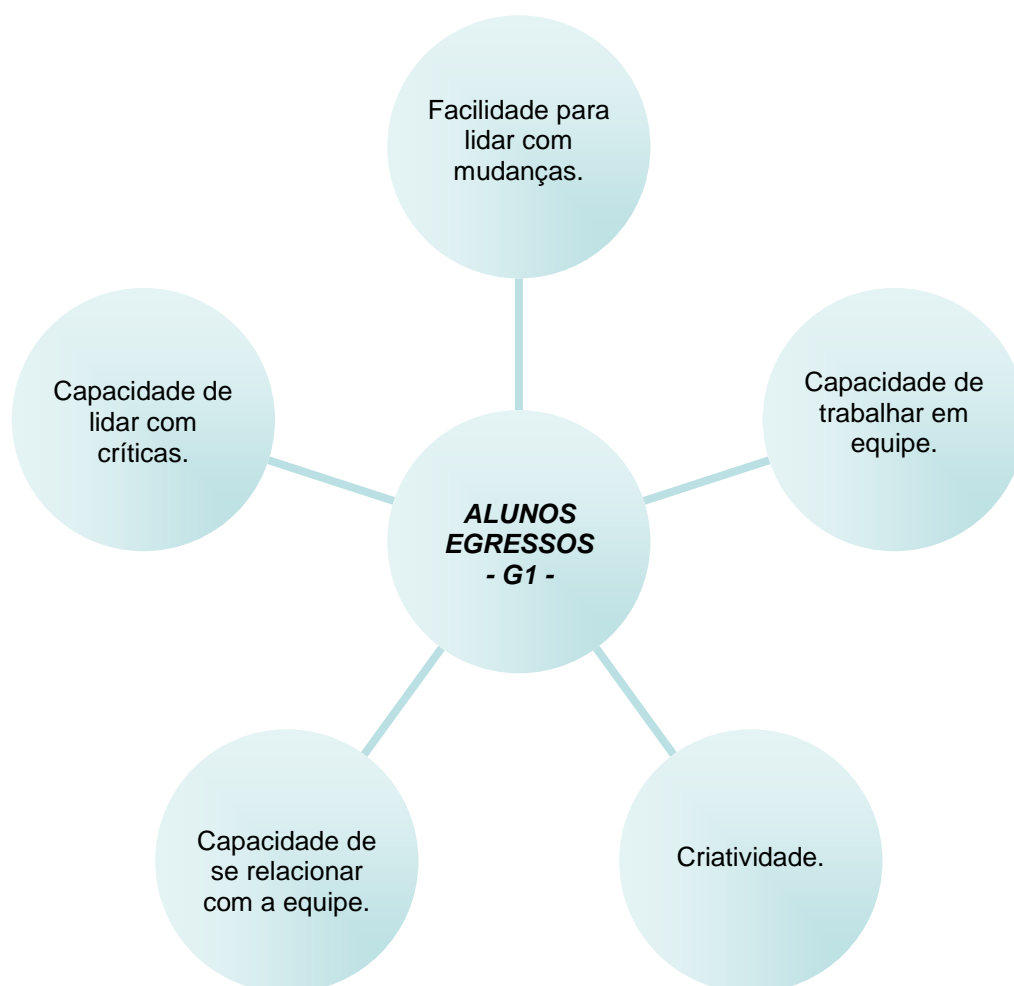 Facilidade para
lidar com
mudanças.
Capacidade de
lidar com
críticas.
Capacidade de
trabalhar em
equipe.
ALUNOS
EGRESSOS
- G1 -
Capacidade de
se relacionar
com a equipe.
Criatividade.